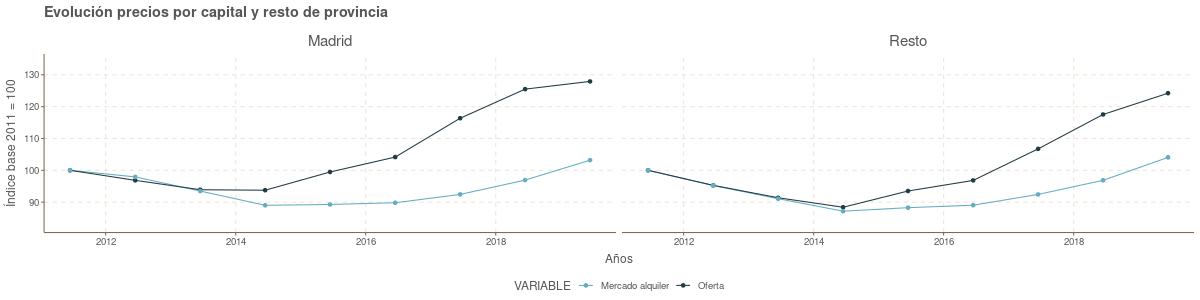 Evolución precios por capital y resto de provincia
Madrid
Resto
Índice base 2011 = 100
130
120
110
100
90
2012
2014
2016
2018
2012
2014
2016
2018
Años
VARIABLE
Mercado alquiler
Oferta